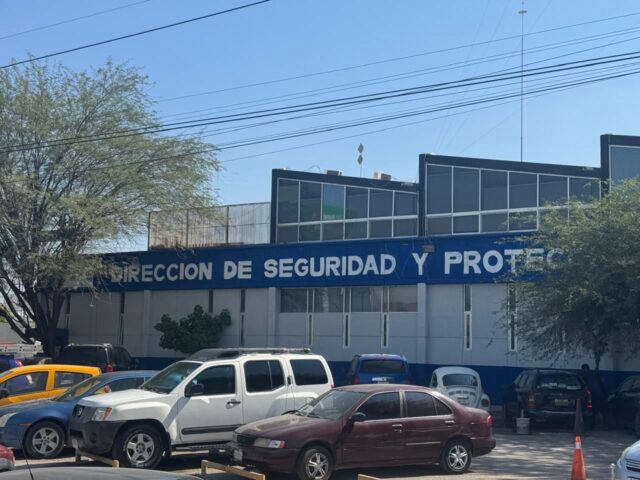 DIRECCION DE SEGURIDAD Y PROTEC